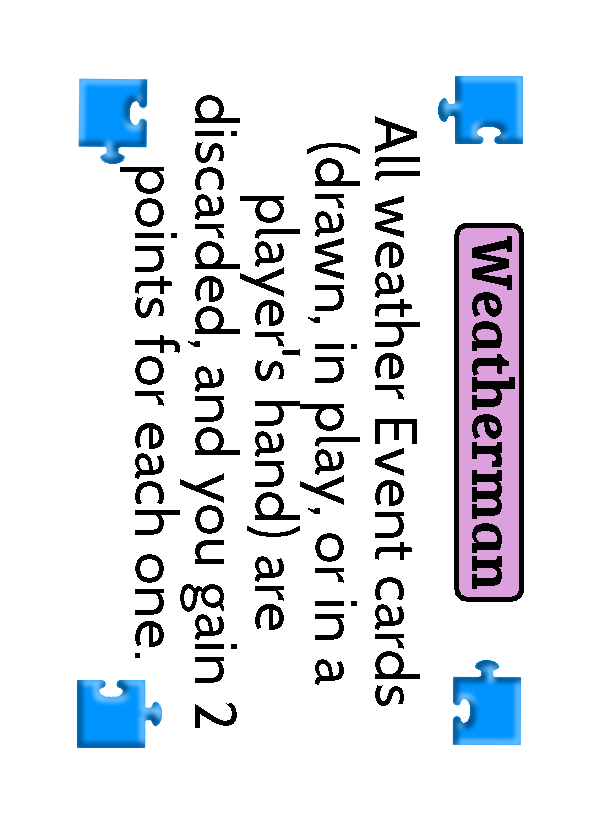 Weatherman
All weather Event cards
(drawn, in play, or in a
player's hand) are
discarded, and you gain 2
points for each one.